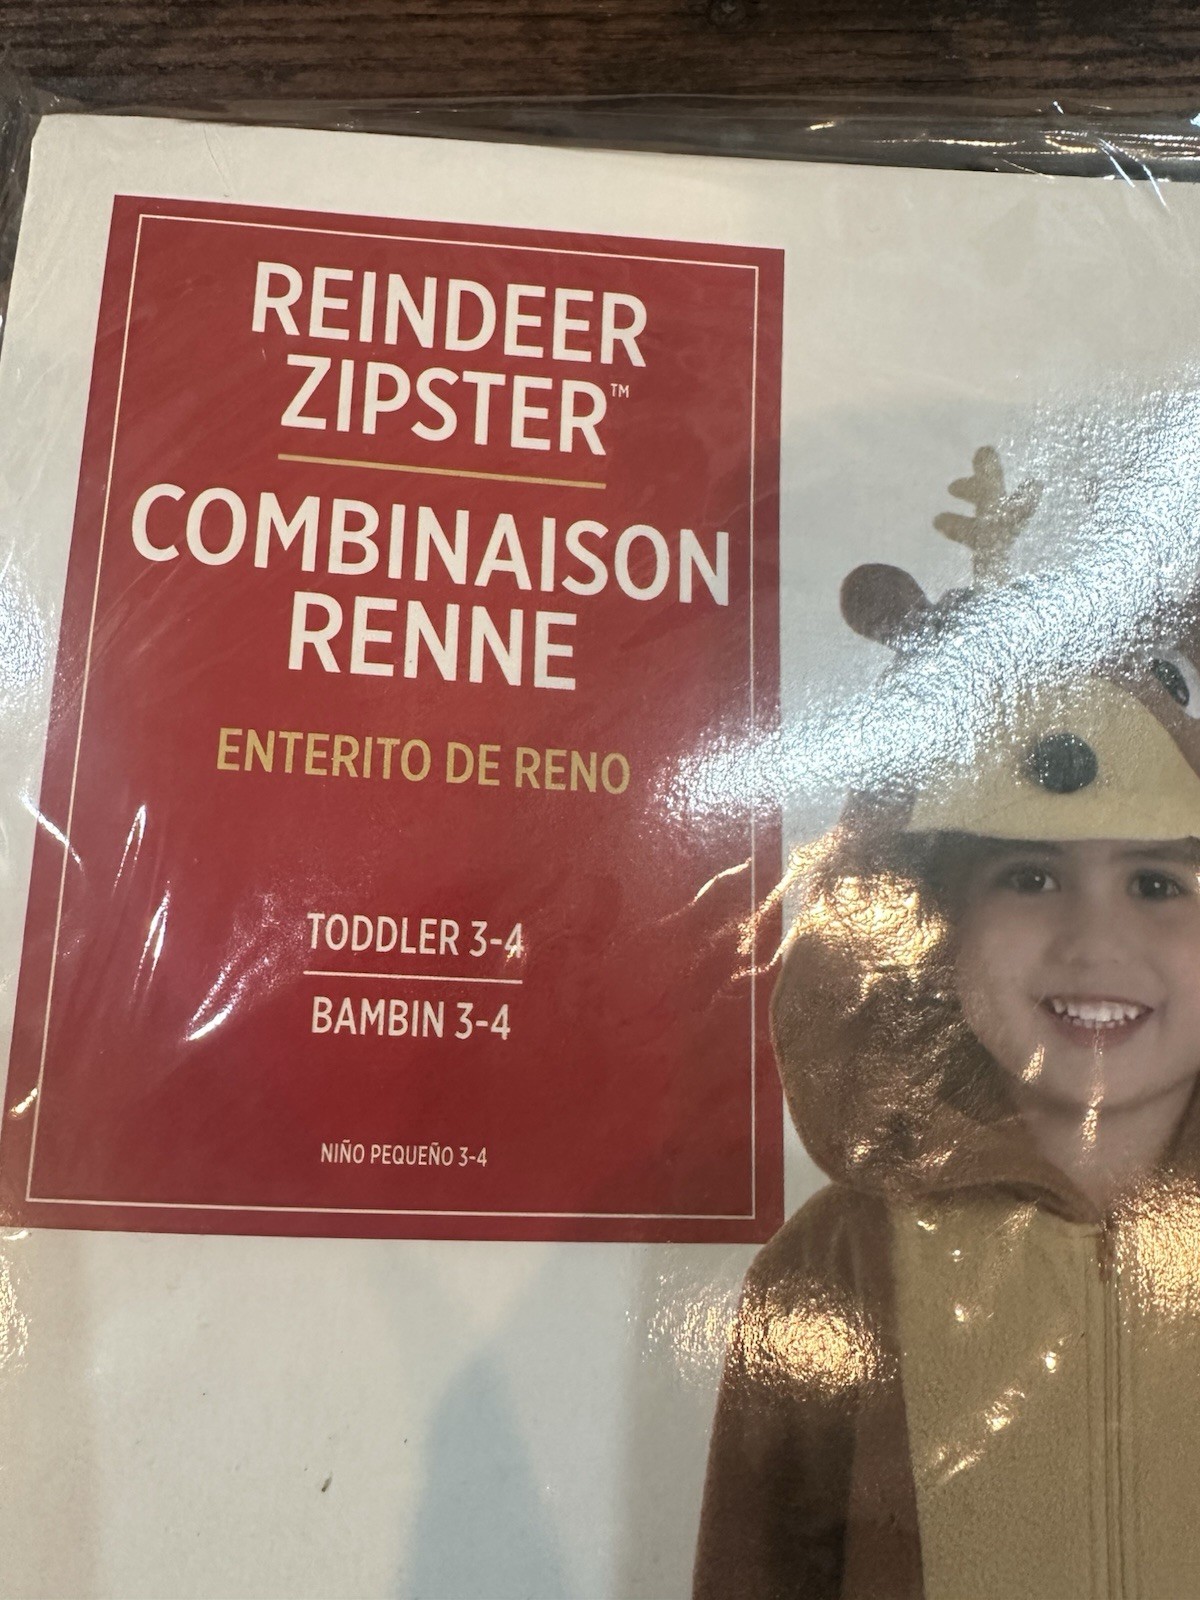 REINDEER
ZIPSTER™
COMBINAISON
RENNE
ENTERITO DE RENO
TODDLER 3-4
BAMBIN 3-4
NIÑO PEQUEÑO 3-4